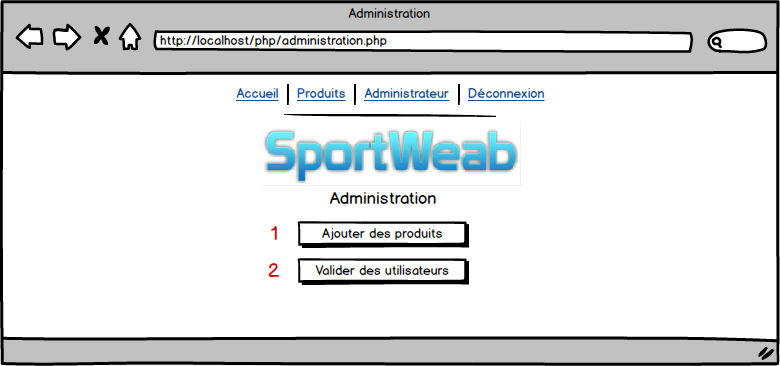 Administration
http://localhost/php/administration.php
Accueil Produits Administrateur Déconnexion
SportWeab
Administration
1 Ajouter des produits
2 Valider des utilisateurs